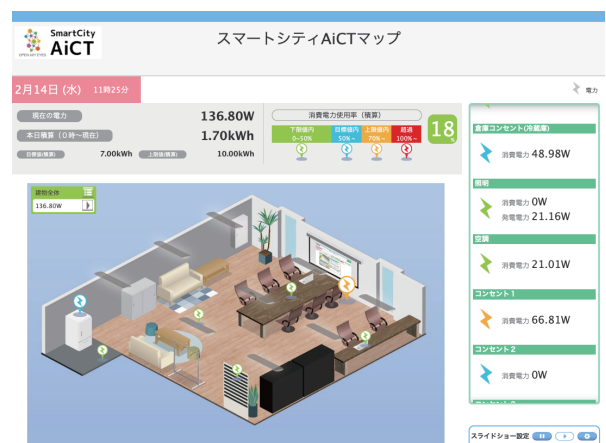 SmartCity
AiCT
OPEN MY EYES
スマートシティAiCTマップ
2月14日 (水) 11時25分
電力
現在の電力 136.80W
本日積算（0時〜現在） 1.70kWh
目標値(積算) 7.00kWh 上限値(積算) 10.00kWh
消費電力使用率（積算）
下限値内 0~50%
目標値内 50%~
上限値内 70%~
超過 100%~
18
%
建物全体
136.80W
倉庫コンセント(冷蔵庫)
消費電力 48.98W
照明
消費電力 0W
発電電力 21.16W
空調
消費電力 21.01W
コンセント1
消費電力 66.81W
コンセント2
消費電力 0W
スライドショー設定